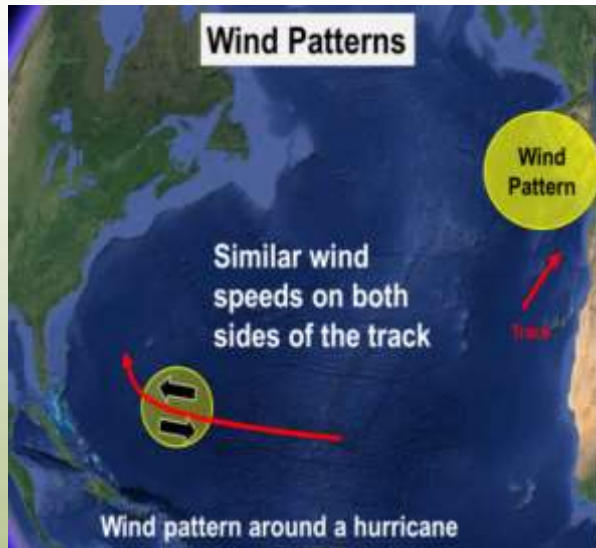 Wind Patterns
Wind
Pattern
Similar wind
speeds on both
sides of the track
Track
Wind pattern around a hurricane